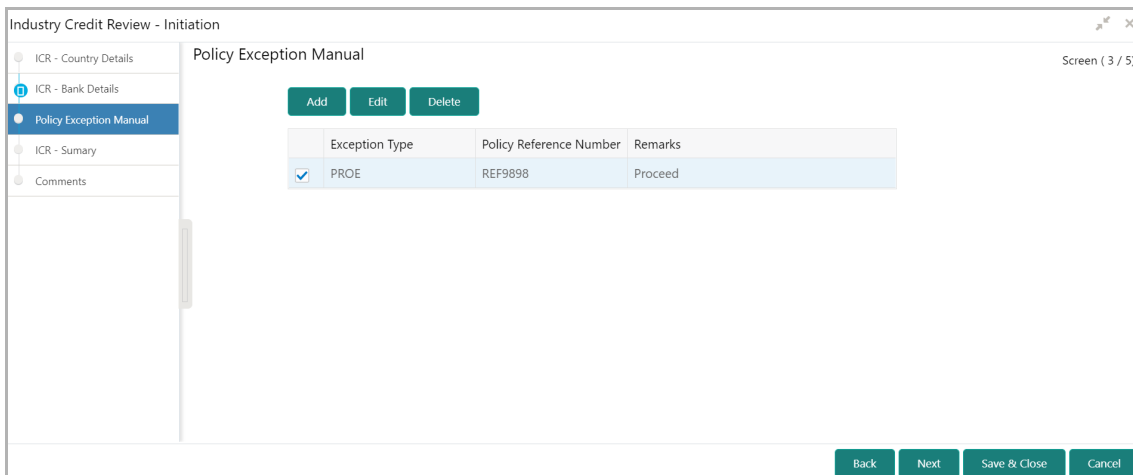 Industry Credit Review - Initiation
ICR - Country Details
ICR - Bank Details
Policy Exception Manual
ICR - Sumary
Comments
Policy Exception Manual
Screen ( 3 / 5)
Add Edit Delete
Exception Type Policy Reference Number Remarks
PROE REF9898 Proceed
Back Next Save & Close Cancel